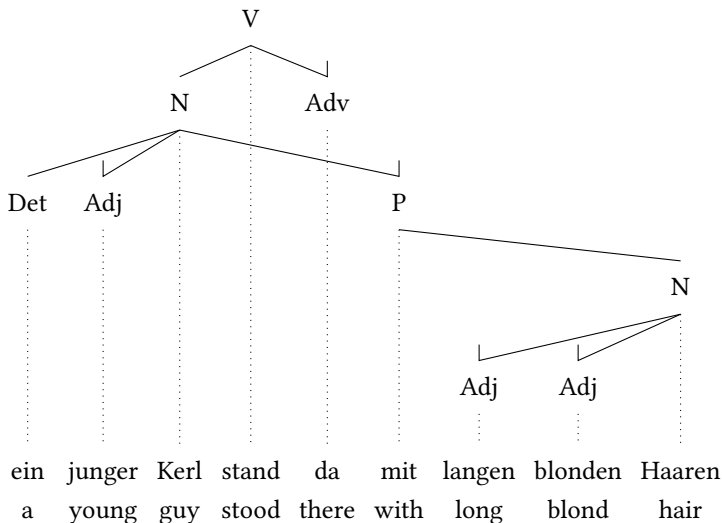 V
N Adv
Det Adj P
N
Adj Adj
ein junger Kerl stand da mit langen blonden Haaren
a young guy stood there with long blond hair